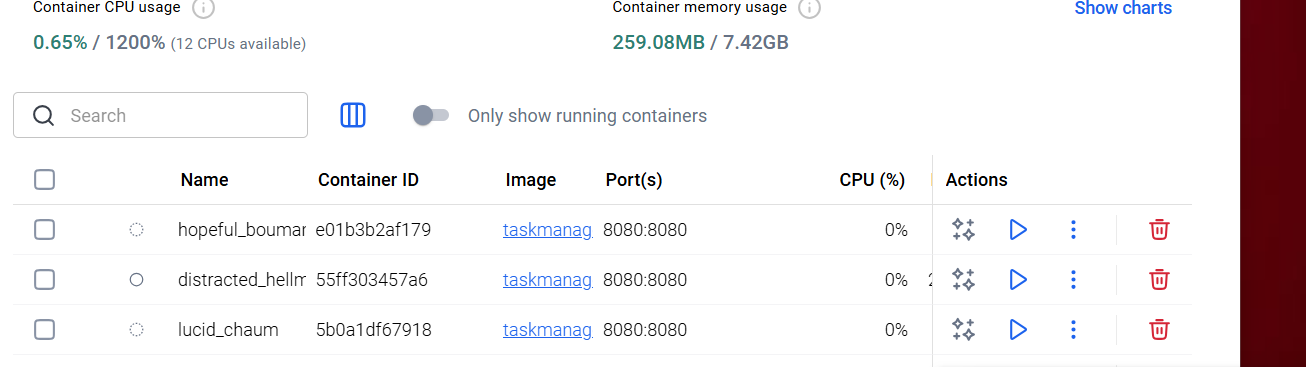 Container CPU usage Container memory usage Show charts
0.65% / 1200% (12 CPUs available) 259.08MB / 7.42GB
Search Only show running containers
Name Container ID Image Port(s) CPU (%) Actions
hopeful_boumar e01b3b2af179 taskmanag 8080:8080 0%
distracted_hellm 55ff303457a6 taskmanag 8080:8080 0%
lucid_chaum 5b0a1df67918 taskmanag 8080:8080 0%